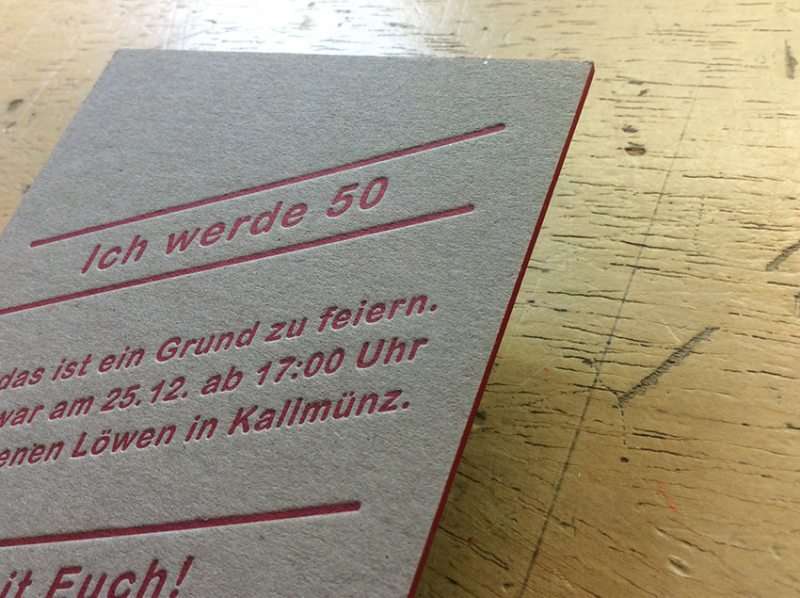 Ich werde 50
das ist ein Grund zu feiern.
war am 25.12. ab 17:00 Uhr
enen Löwen in Kallmünz.
it Euch!